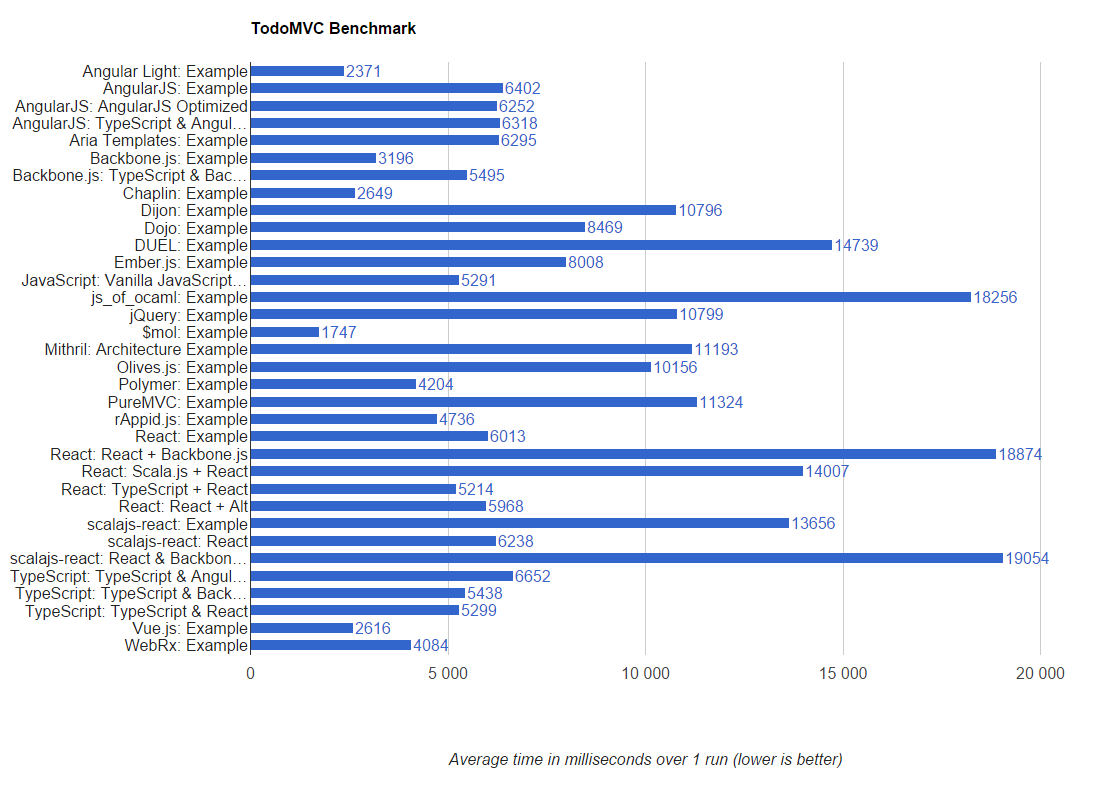 TodoMVC Benchmark
Angular Light: Example 2371
AngularJS: Example 6402
AngularJS: AngularJS Optimized 6252
AngularJS: TypeScript & Angul... 6318
Aria Templates: Example 6295
Backbone.js: Example 3196
Backbone.js: TypeScript & Bac... 5495
Chaplin: Example 2649
Dijon: Example 10796
Dojo: Example 8469
DUEL: Example 14739
Ember.js: Example 8008
JavaScript: Vanilla JavaScript... 5291
js_of_ocaml: Example 18256
jQuery: Example 10799
$mol: Example 1747
Mithril: Architecture Example 11193
Olives.js: Example 10156
Polymer: Example 4204
PureMVC: Example 11324
rAppid.js: Example 4736
React: Example 6013
React: React + Backbone.js 18874
React: Scala.js + React 14007
React: TypeScript + React 5214
React: React + Alt 5968
scalajs-react: Example 13656
scalajs-react: React 6238
scalajs-react: React & Backbon... 19054
TypeScript: TypeScript & Angul... 6652
TypeScript: TypeScript & Back... 5438
TypeScript: TypeScript & React 5299
Vue.js: Example 2616
WebRx: Example 4084
0 5 000 10 000 15 000 20 000
Average time in milliseconds over 1 run (lower is better)